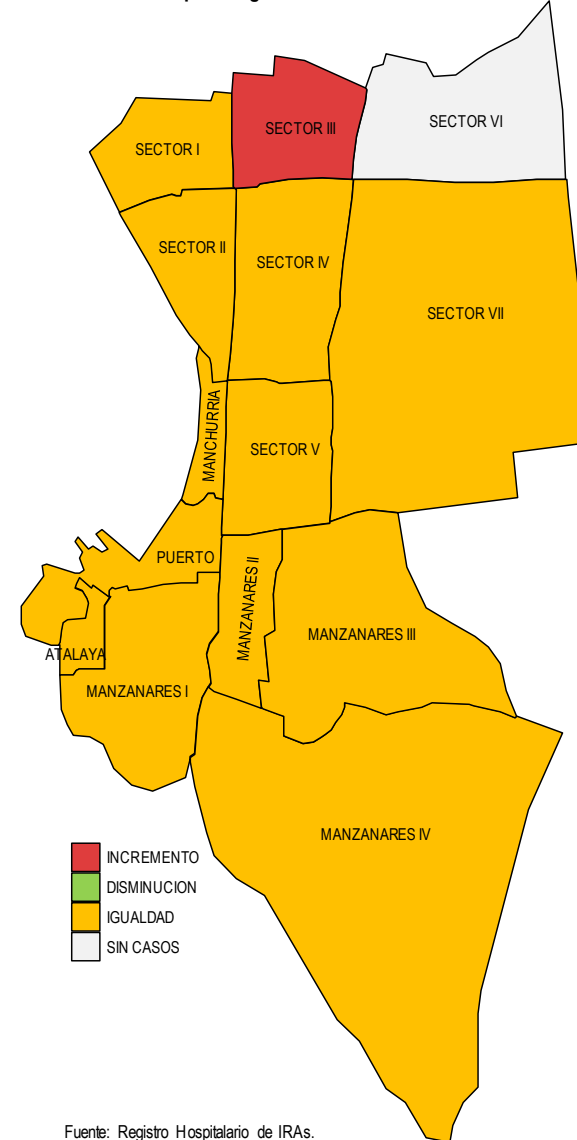 SECTOR VI
SECTOR III
SECTOR I
SECTOR II
SECTOR IV
SECTOR VII
MANCHURRIA
SECTOR V
PUERTO
MANZANARES II
MANZANARES III
ATALAYA
MANZANARES I
MANZANARES IV
INCREMENTO
DISMINUCION
IGUALDAD
SIN CASOS
Fuente: Registro Hospitalario de IRAs.